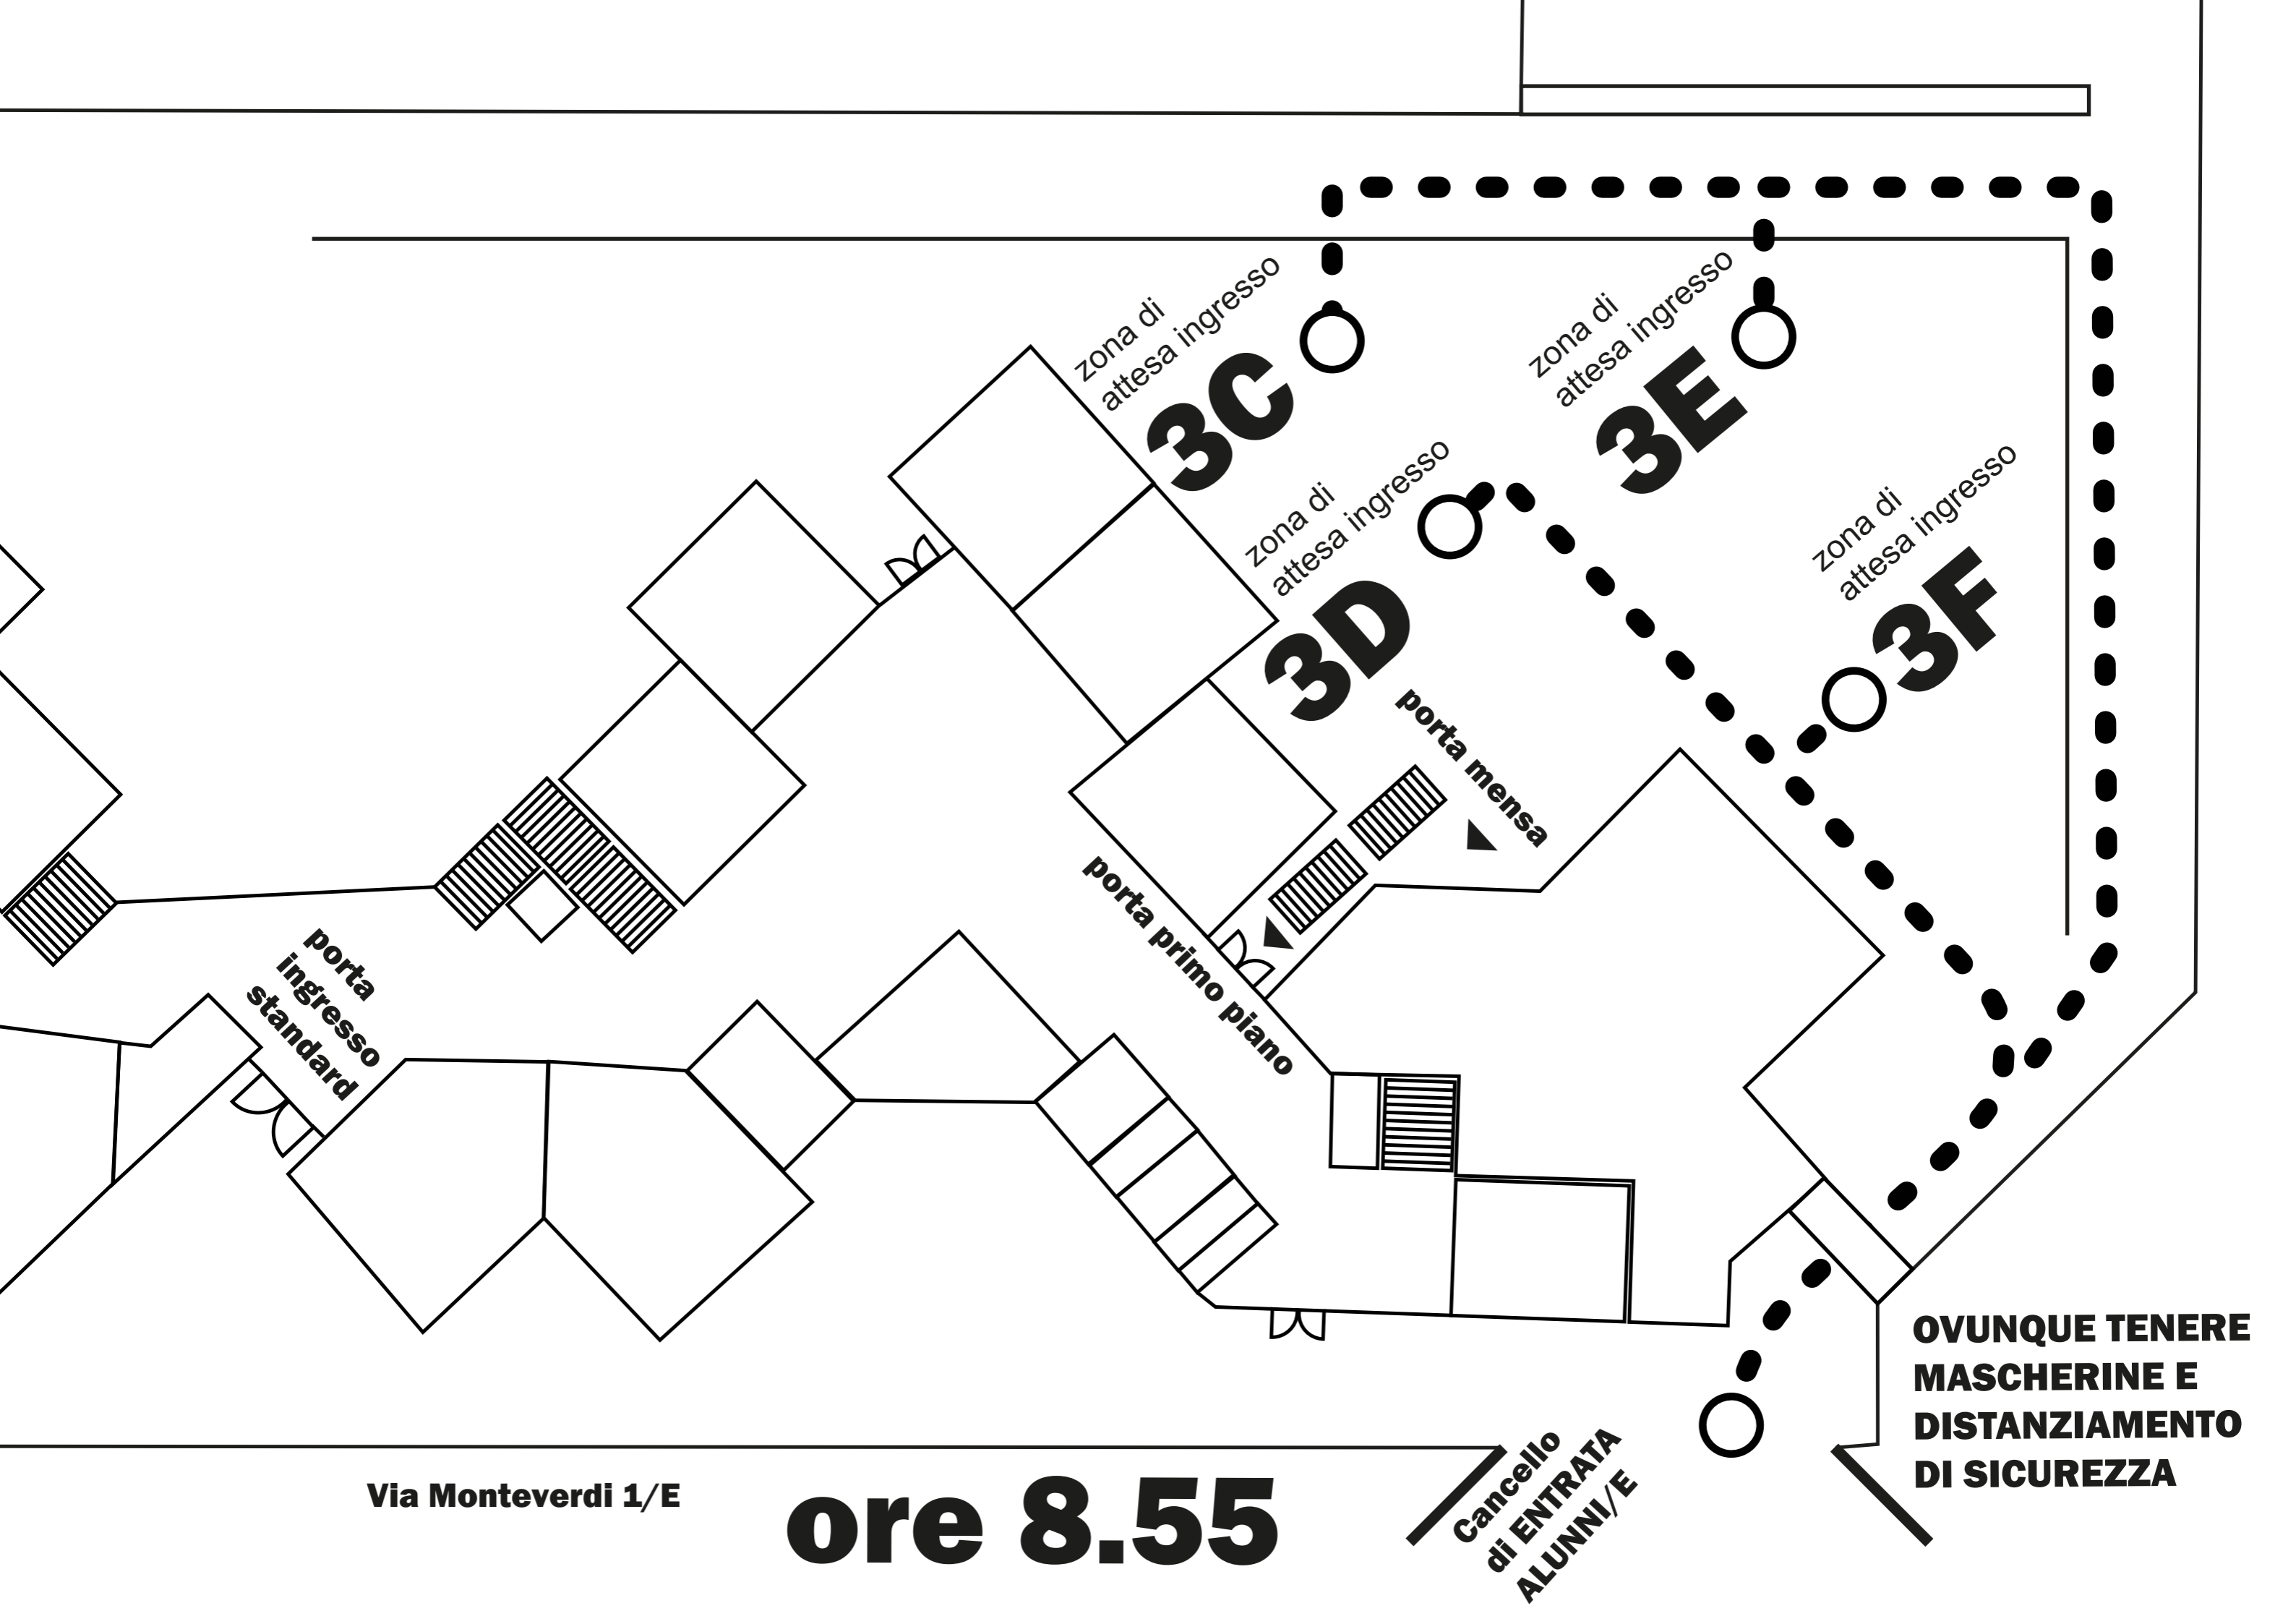 zona di
attesa ingresso
3C
zona di
attesa ingresso
3E
zona di
attesa ingresso
3D
zona di
attesa ingresso
3F
porta mensa
porta primo piano
porta
ingresso
standard
OVUNQUE TENERE
MASCHERINE E
DISTANZIAMENTO
DI SICUREZZA
Via Monteverdi 1/E
ore 8.55
Cancello
di ENTRATA
ALUNNI/E